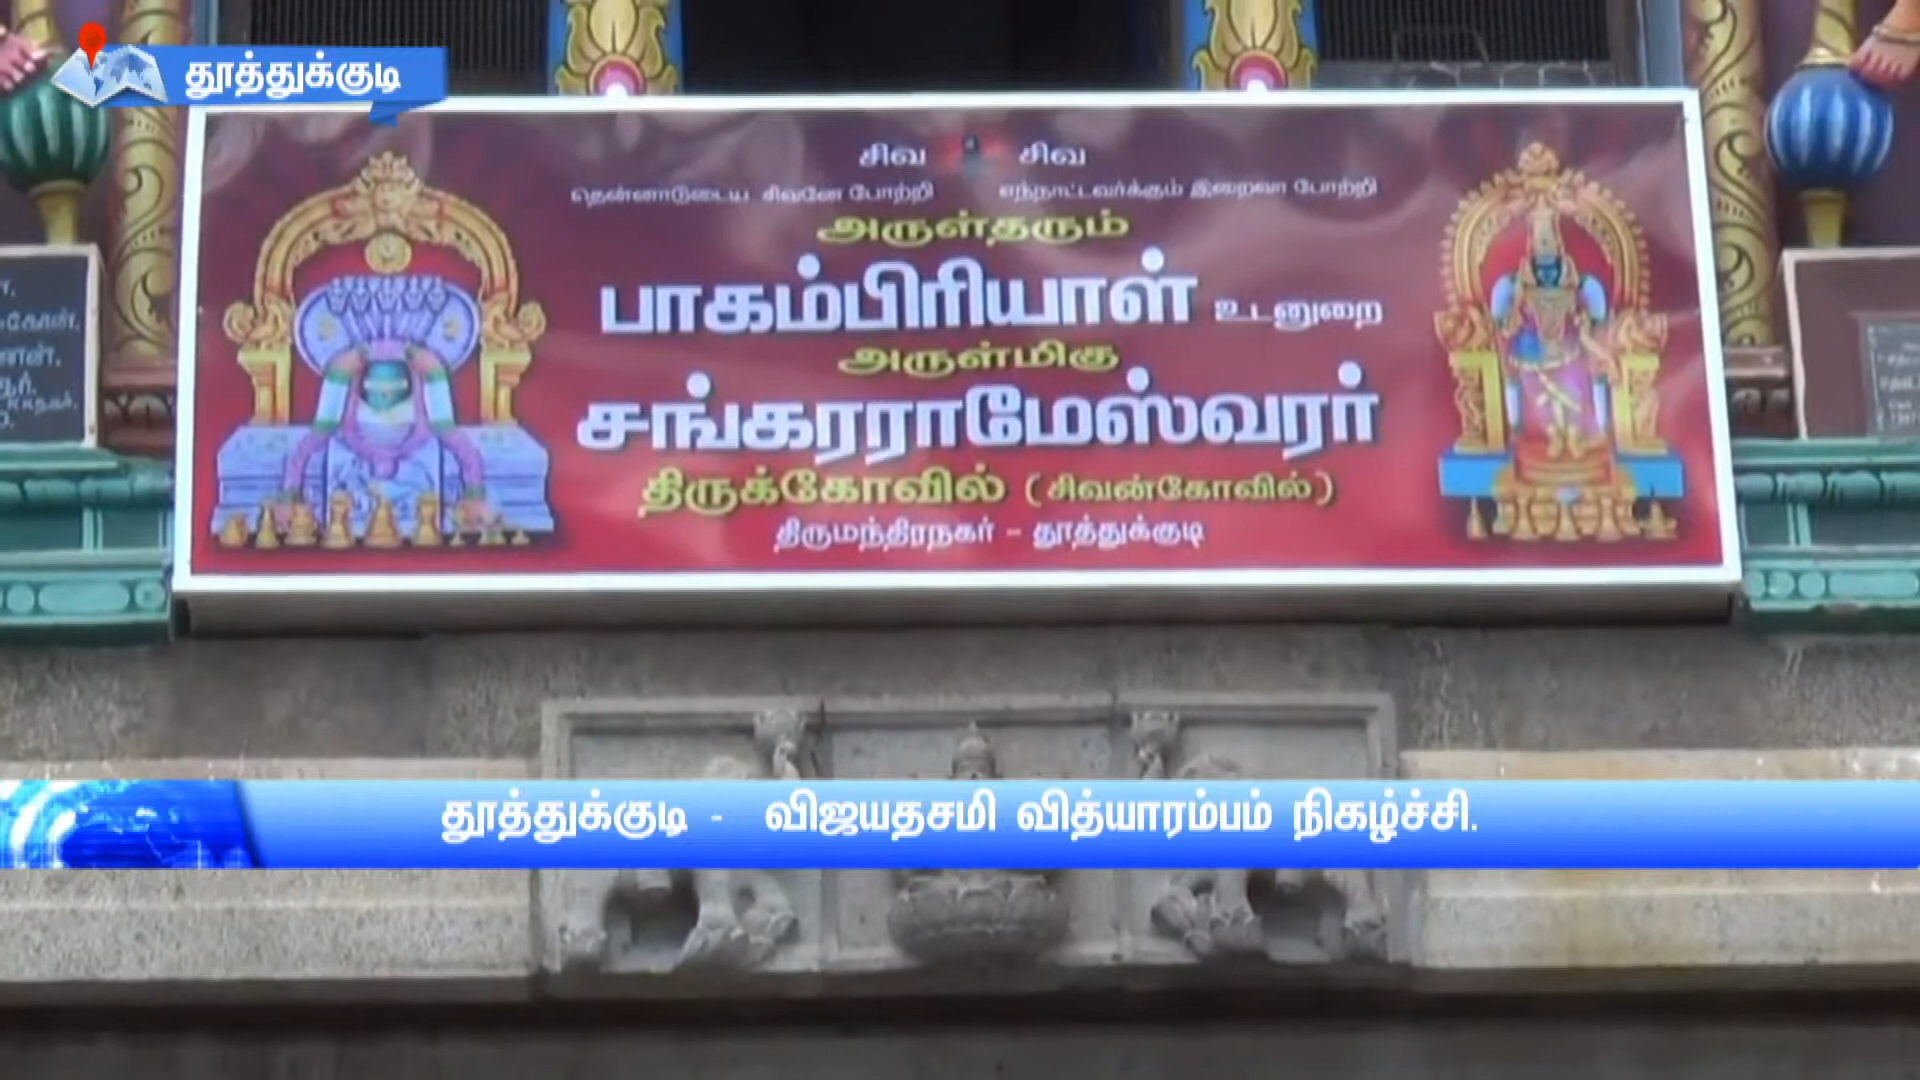 தூத்துக்குடி
சிவ சிவ
தென்னாடுடைய சிவனே போற்றி எந்நாட்டவர்க்கும் இறைவா போற்றி
அருள்தரும்
பாகம்பிரியாள் உடனுறை
அருள்மிகு
சங்கரராமேஸ்வரர்
திருக்கோவில் (சிவன்கோவில்)
திருமந்திரநகர் - தூத்துக்குடி
தூத்துக்குடி - விஜயதசமி வித்யாரம்பம் நிகழ்ச்சி.